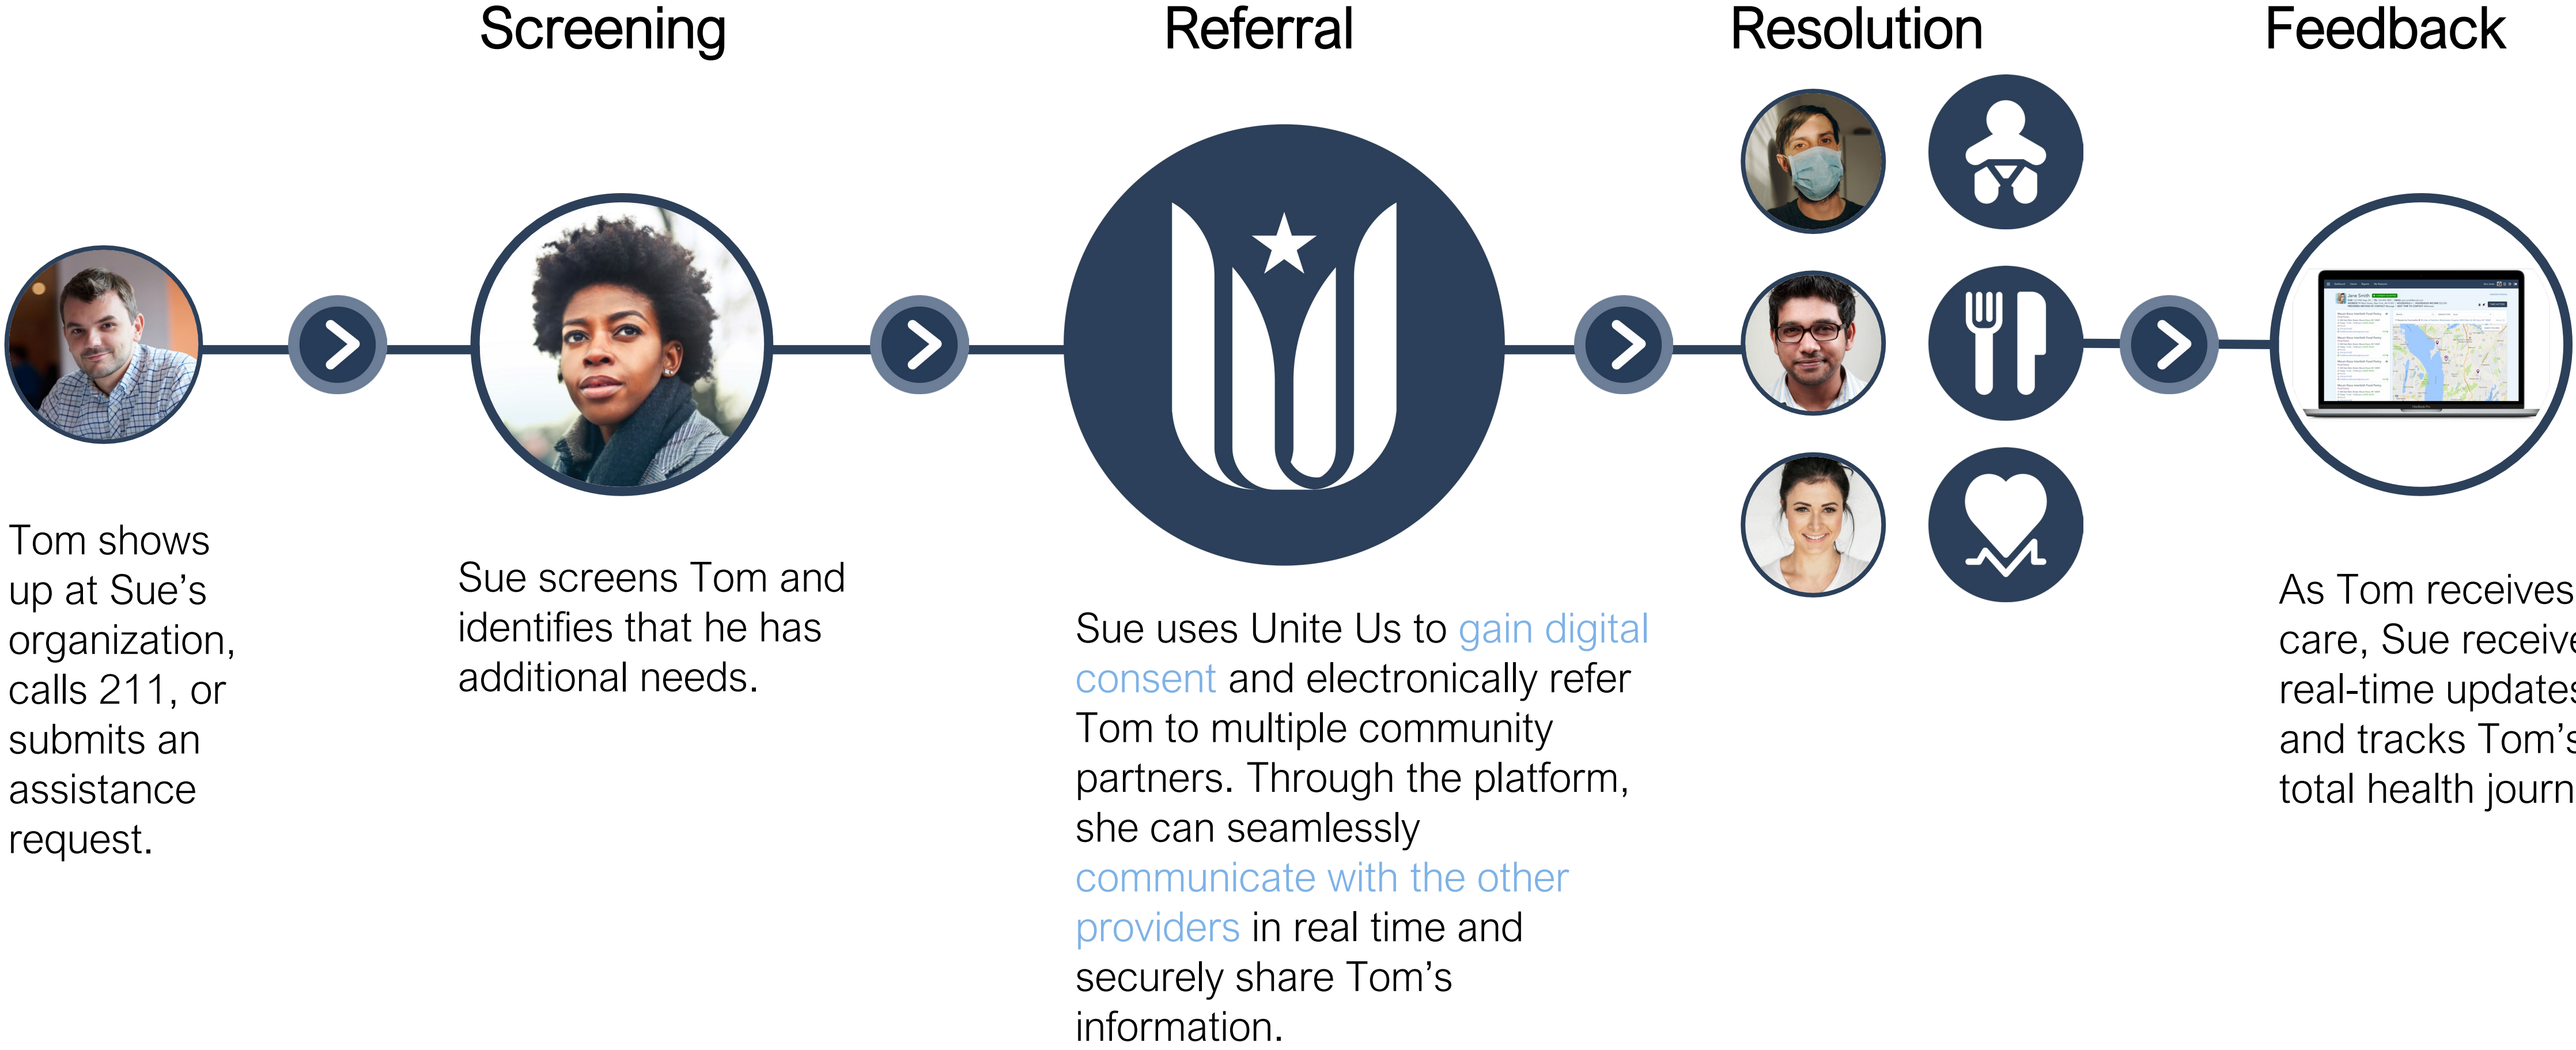 Screening
Referral
Resolution
Feedback
Tom shows
up at Sue’s
organization,
calls 211, or
submits an
assistance
request.
Sue screens Tom and
identifies that he has
additional needs.
Sue uses Unite Us to gain digital
consent and electronically refer
Tom to multiple community
partners. Through the platform,
she can seamlessly
communicate with the other
providers in real time and
securely share Tom’s
information.
Jane Smith
As Tom receives
care, Sue receive
real-time updates
and tracks Tom’s
total health journ